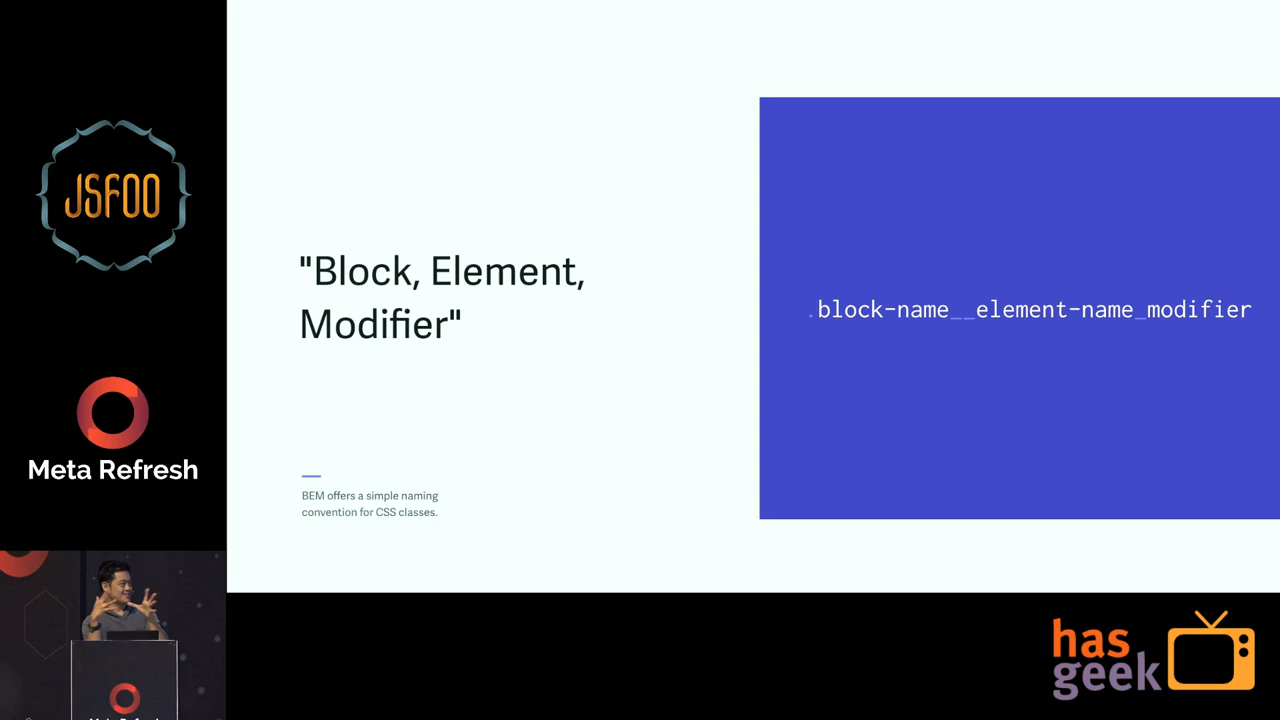 JSFOO
Meta Refresh
"Block, Element,
Modifier"
BEM offers a simple naming
convention for CSS classes.
.block-name__element-name_modifier
has
geek